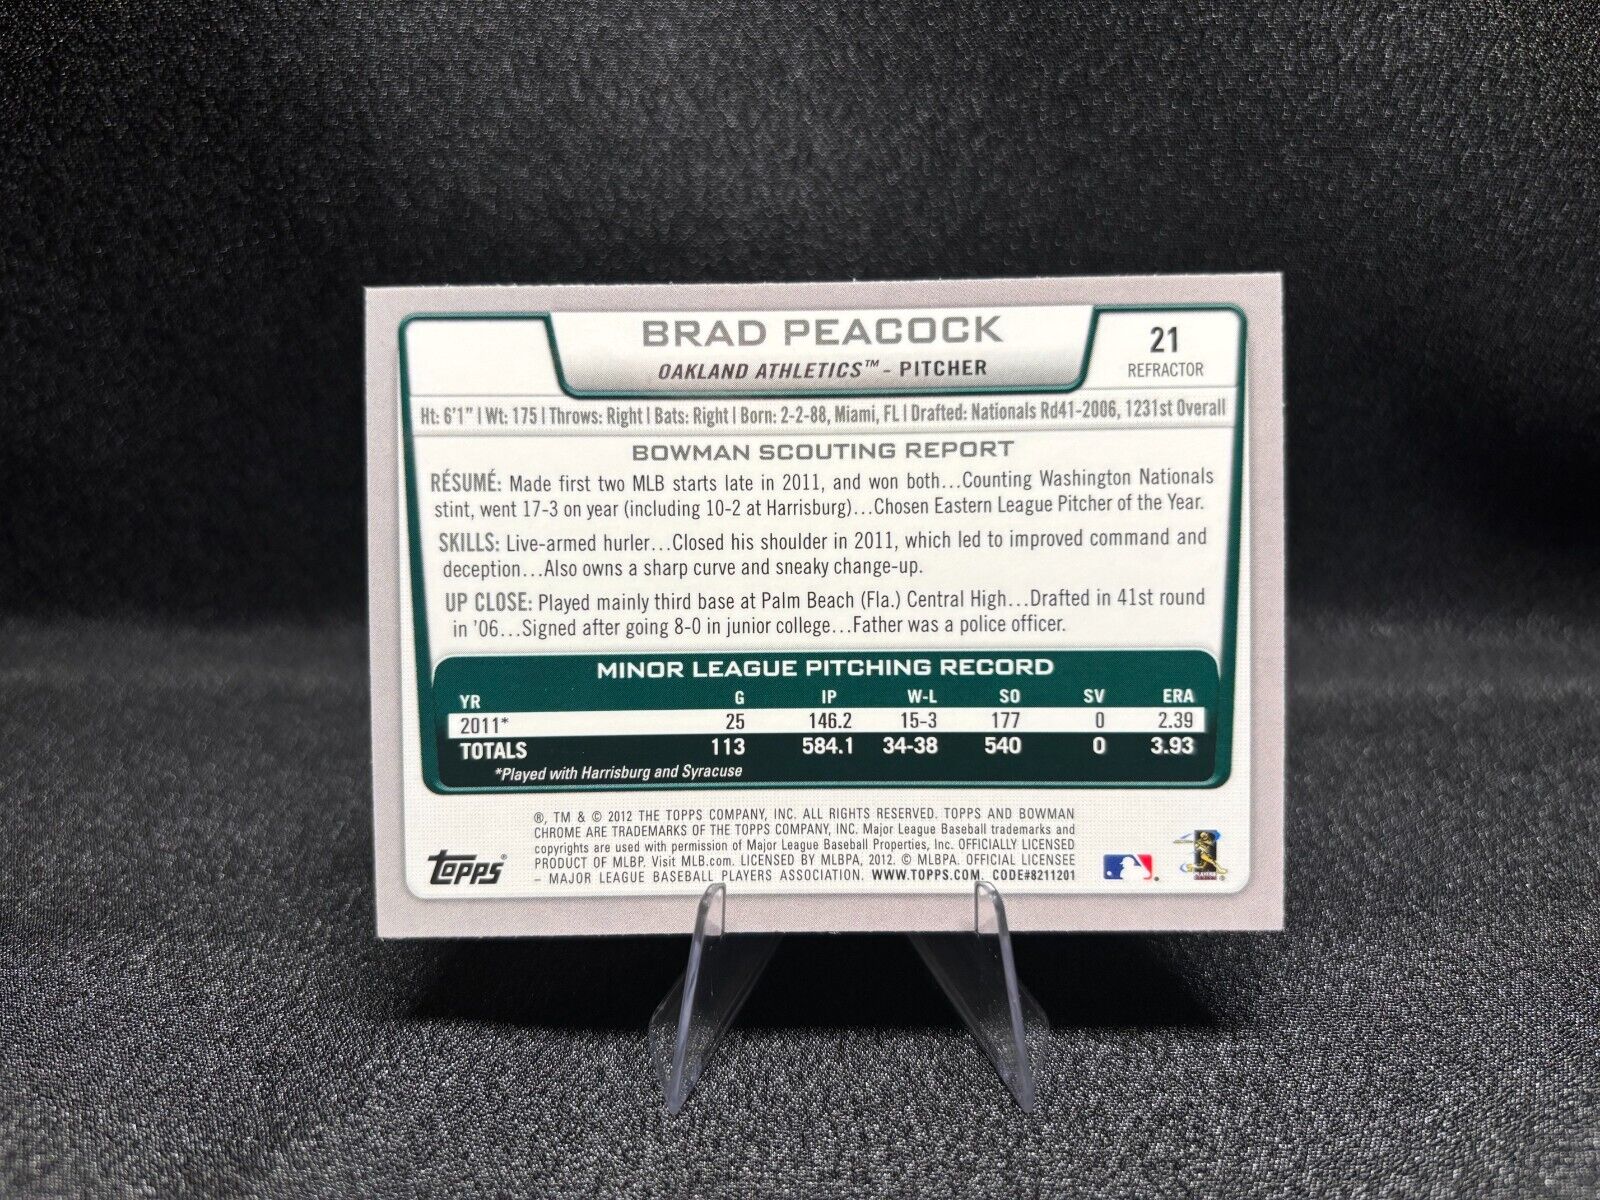 BRAD PEACOCK
OAKLAND ATHLETICS™ - PITCHER
21
REFRACTOR
Ht: 6'1" | Wt: 175 | Throws: Right | Bats: Right | Born: 2-2-88, Miami, FL | Drafted: Nationals Rd41-2006, 1231st Overall
BOWMAN SCOUTING REPORT
RÉSUMÉ: Made first two MLB starts late in 2011, and won both...Counting Washington Nationals
stint, went 17-3 on year (including 10-2 at Harrisburg)...Chosen Eastern League Pitcher of the Year.
SKILLS: Live-armed hurler...Closed his shoulder in 2011, which led to improved command and
deception...Also owns a sharp curve and sneaky change-up.
UP CLOSE: Played mainly third base at Palm Beach (Fla.) Central High...Drafted in 41st round
in '06...Signed after going 8-0 in junior college...Father was a police officer.
MINOR LEAGUE PITCHING RECORD
YR G IP W-L SO SV ERA
2011* 25 146.2 15-3 177 0 2.39
TOTALS 113 584.1 34-38 540 0 3.93
*Played with Harrisburg and Syracuse
®, TM & © 2012 THE TOPPS COMPANY, INC. ALL RIGHTS RESERVED. TOPPS AND BOWMAN
CHROME ARE TRADEMARKS OF THE TOPPS COMPANY, INC. Major League Baseball trademarks and
copyrights are used with permission of Major League Baseball Properties, Inc. OFFICIALLY LICENSED
PRODUCT OF MLBP. Visit MLB.com. LICENSED BY MLBPA, 2012. © MLBPA. OFFICIAL LICENSEE
– MAJOR LEAGUE BASEBALL PLAYERS ASSOCIATION. WWW.TOPPS.COM. CODE#8211201
TOPPS®